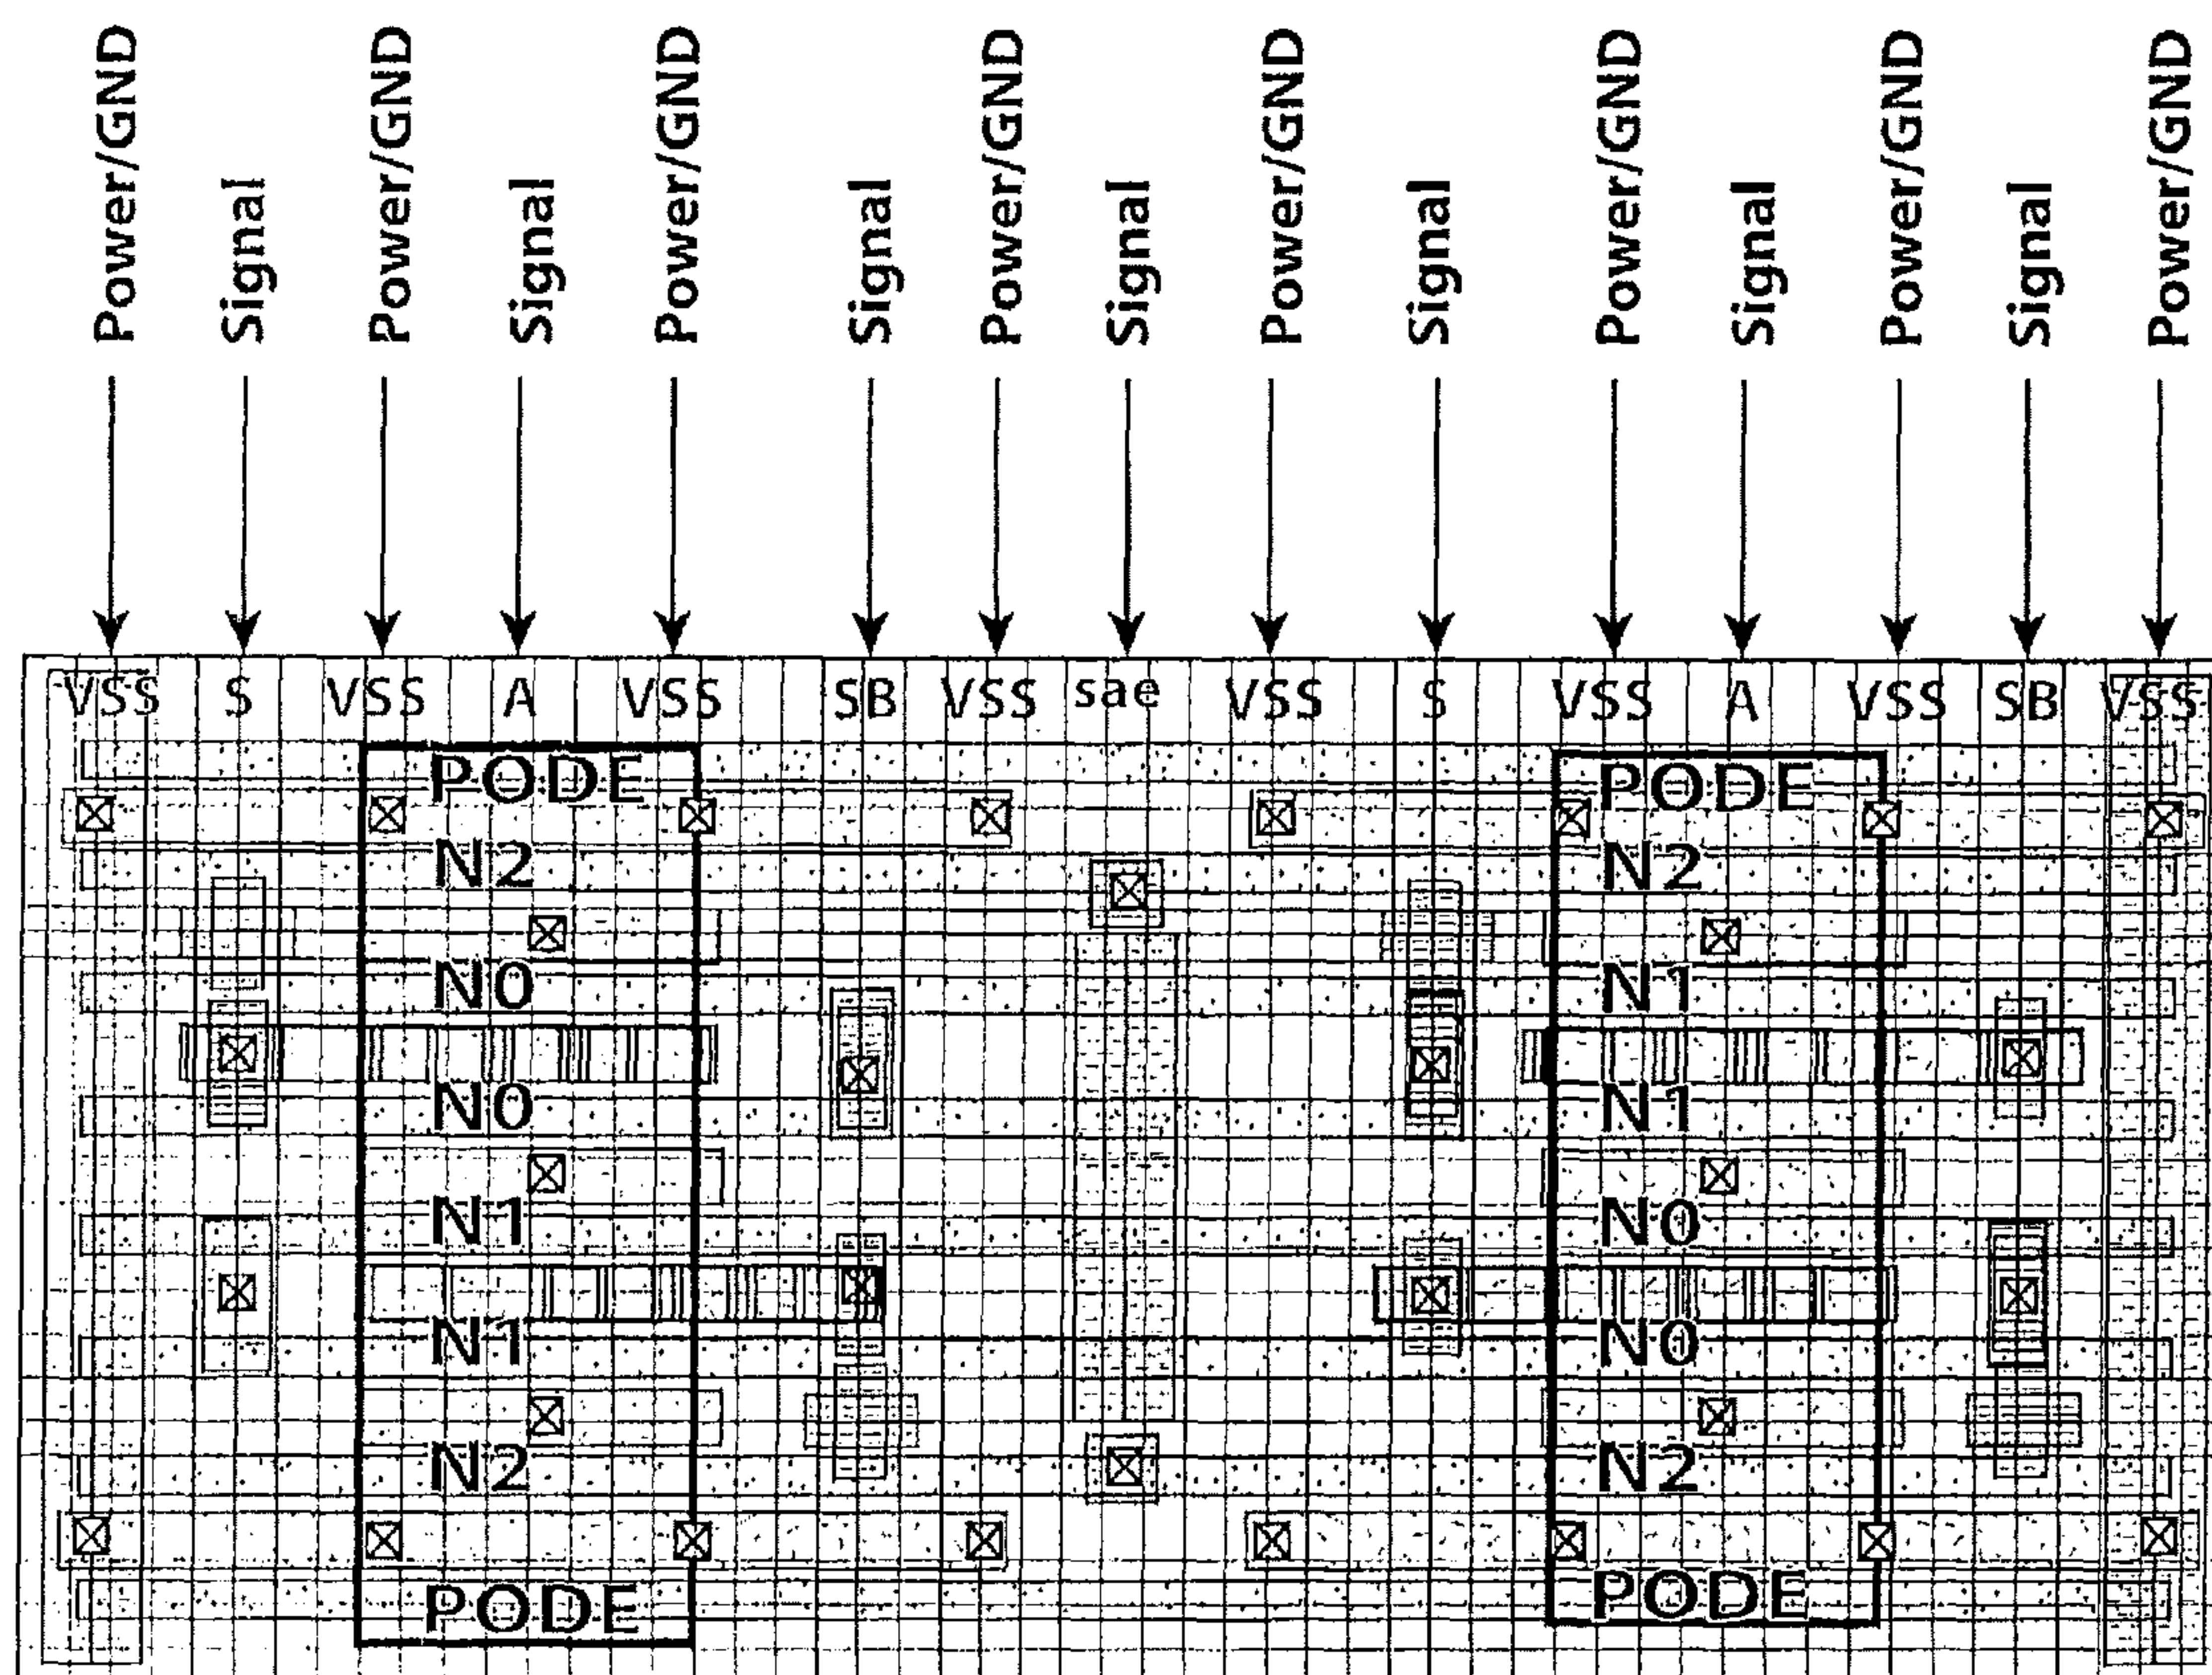 Power/GND Signal Power/GND Signal Power/GND Signal Power/GND Signal Power/GND Signal Power/GND Signal Power/GND Signal Power/GND
VSS S VSS A VSS SB VSS sae VSS S VSS A VSS SB VSS
PODE PODE
N2 N2
N0 N1
N0 N1
N1 N0
N1 N0
N2 N2
PODE PODE